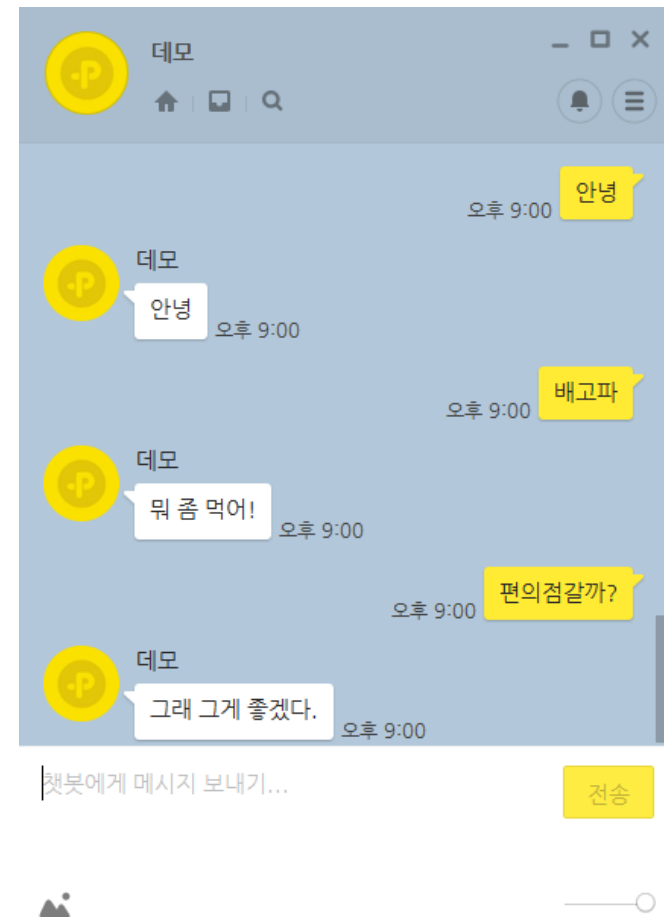 데모
안녕
오후 9:00
데모
안녕
오후 9:00
배고파
오후 9:00
데모
뭐 좀 먹어!
오후 9:00
편의점갈까?
오후 9:00
데모
그래 그게 좋겠다.
오후 9:00
챗봇에게 메시지 보내기...
전송